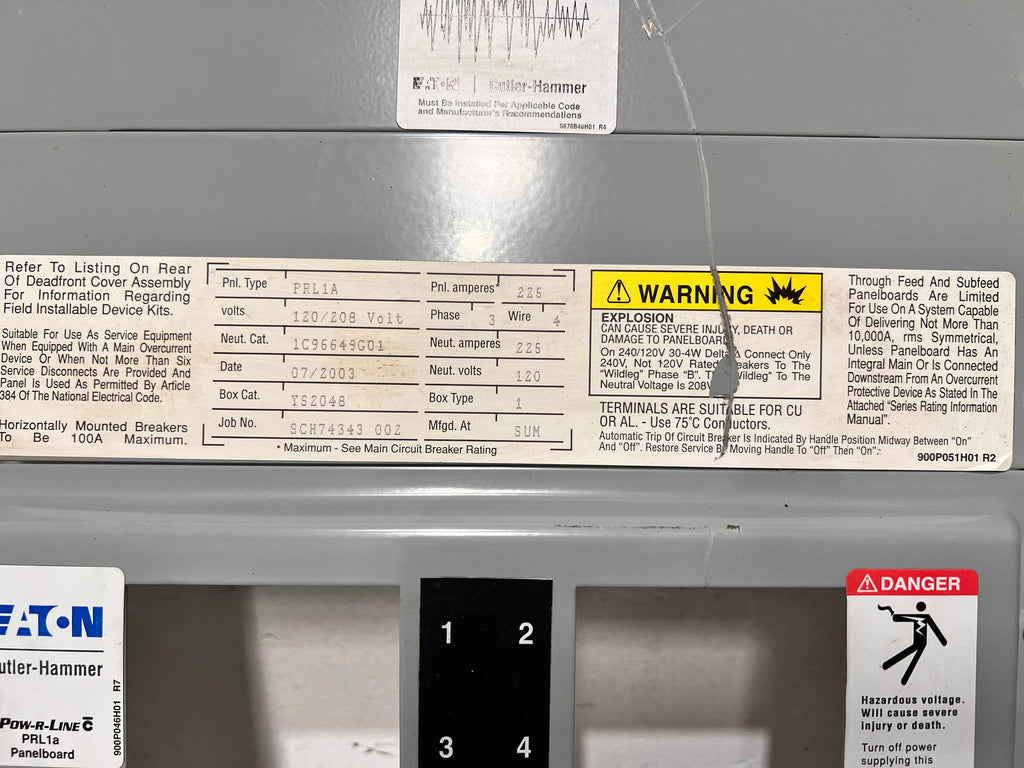 EATON | Cutler-Hammer
Must Be Installed Per Applicable Code
and Manufacturer's Recommendations
R4
Refer To Listing On Rear
Of Deadfront Cover Assembly
For Information Regarding
Field Installable Device Kits.
Suitable For Use As Service Equipment
When Equipped With A Main Overcurrent
Device Or When Not More Than Six
Service Disconnects Are Provided And
Panel Is Used As Permitted By Article
384 Of The National Electrical Code.
Horizontally Mounted Breakers
To Be 100A Maximum.
Pnl. Type PRL1A
volts 120/208 Volt
Neut. Cat. 1C96649G01
Date 07/2003
Box Cat. YS2048
Job No. SCH74343 002
Pnl. amperes* 225
Phase 3 Wire 4
Neut. amperes 225
Neut. volts 120
Box Type 1
Mfgd. At SUM
* Maximum - See Main Circuit Breaker Rating
WARNING
EXPLOSION
CAN CAUSE SEVERE INJURY, DEATH OR
DAMAGE TO PANELBOARD
On 240/120V 30-4W Delta Connect Only
240V, Not 120V Rated Breakers To The
"Wildleg" Phase "B". The "Wildleg" To The
Neutral Voltage Is 208V
TERMINALS ARE SUITABLE FOR CU
OR AL. - Use 75°C Conductors.
Automatic Trip Of Circuit Breaker Is Indicated By Handle Position Midway Between "On"
And "Off". Restore Service By Moving Handle To "Off" Then "On".
Through Feed And Subfeed
Panelboards Are Limited
For Use On A System Capable
Of Delivering Not More Than
10,000A, rms Symmetrical,
Unless Panelboard Has An
Integral Main Or Is Connected
Downstream From An Overcurrent
Protective Device As Stated In The
Attached "Series Rating Information
Manual".
900P051H01 R2
EATON
utler-Hammer
POW-R-LINE C
PRL1a
Panelboard
900P046H01 R7
1 2
3 4
DANGER
Hazardous voltage.
Will cause severe
injury or death.
Turn off power
supplying this